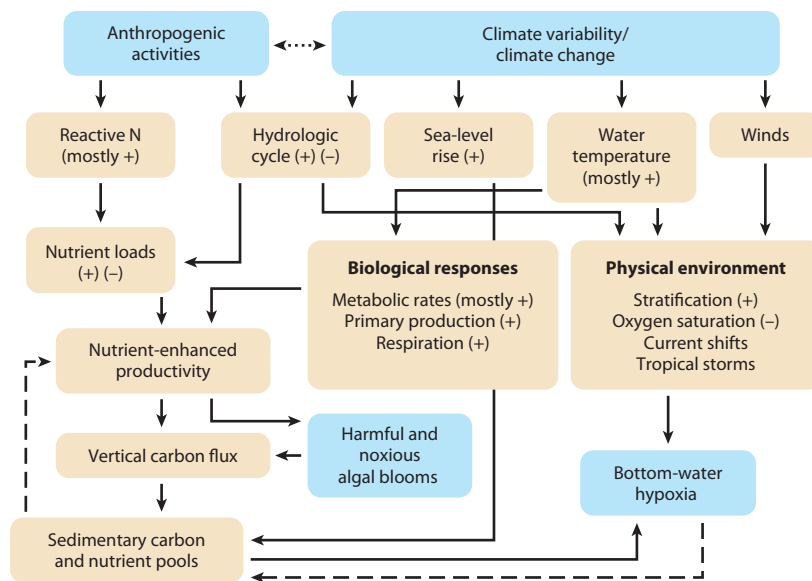 Anthropogenic
activities
Climate variability/
climate change
Reactive N
(mostly +)
Hydrologic
cycle (+) (–)
Sea-level
rise (+)
Water
temperature
(mostly +)
Winds
Nutrient loads
(+) (–)
Biological responses
Metabolic rates (mostly +)
Primary production (+)
Respiration (+)
Physical environment
Stratification (+)
Oxygen saturation (–)
Current shifts
Tropical storms
Nutrient-enhanced
productivity
Harmful and
noxious
algal blooms
Vertical carbon flux
Bottom-water
hypoxia
Sedimentary carbon
and nutrient pools